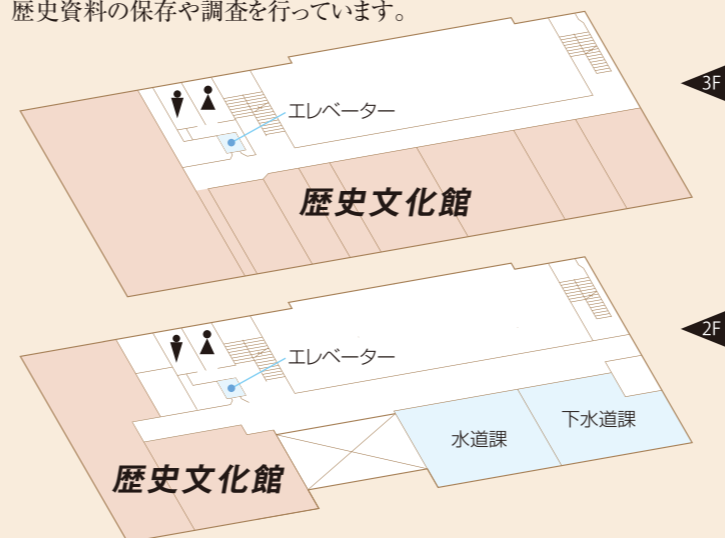 歴史資料の保存や調査を行っています。
3F
エレベーター
歴史文化館
2F
エレベーター
水道課
下水道課
歴史文化館